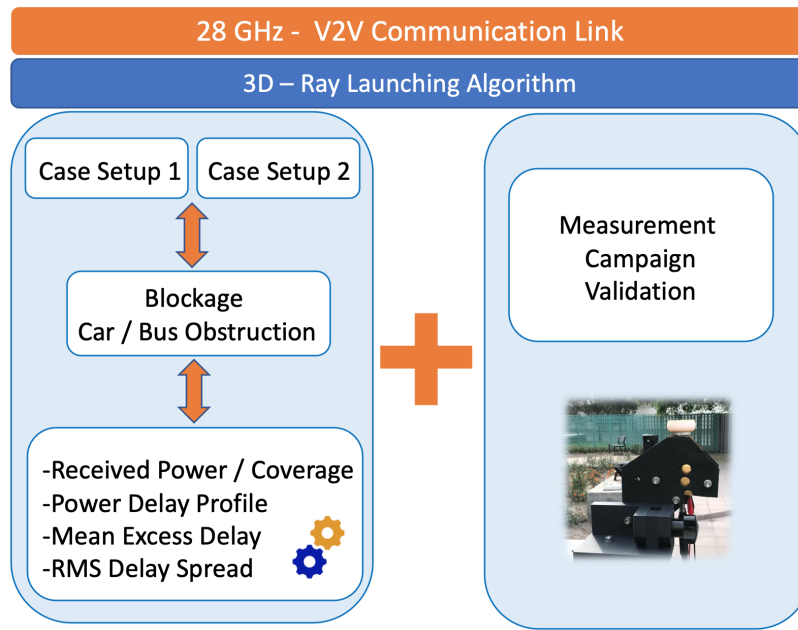 28 GHz - V2V Communication Link
3D – Ray Launching Algorithm
Case Setup 1
Case Setup 2
Blockage
Car / Bus Obstruction
-Received Power / Coverage
-Power Delay Profile
-Mean Excess Delay
-RMS Delay Spread
Measurement
Campaign
Validation